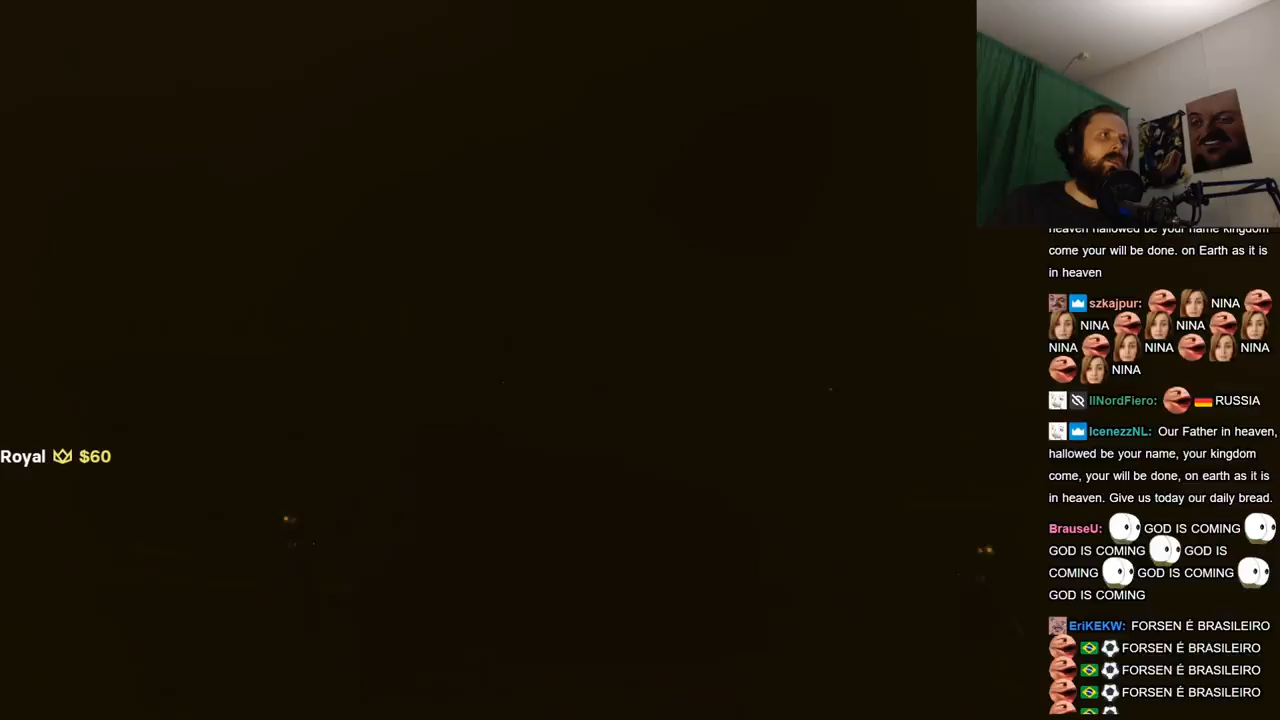 heaven hallowed be your name kingdom
come your will be done. on Earth as it is
in heaven
szkajpur: NINA
NINA NINA
NINA NINA NINA
NINA
IINordFiero: RUSSIA
Royal $60
IcenezzNL: Our Father in heaven,
hallowed be your name, your kingdom
come, your will be done, on earth as it is
in heaven. Give us today our daily bread.
BrauseU: GOD IS COMING
GOD IS COMING GOD IS
COMING GOD IS COMING
GOD IS COMING
EriKEKW: FORSEN É BRASILEIRO
FORSEN É BRASILEIRO
FORSEN É BRASILEIRO
FORSEN É BRASILEIRO